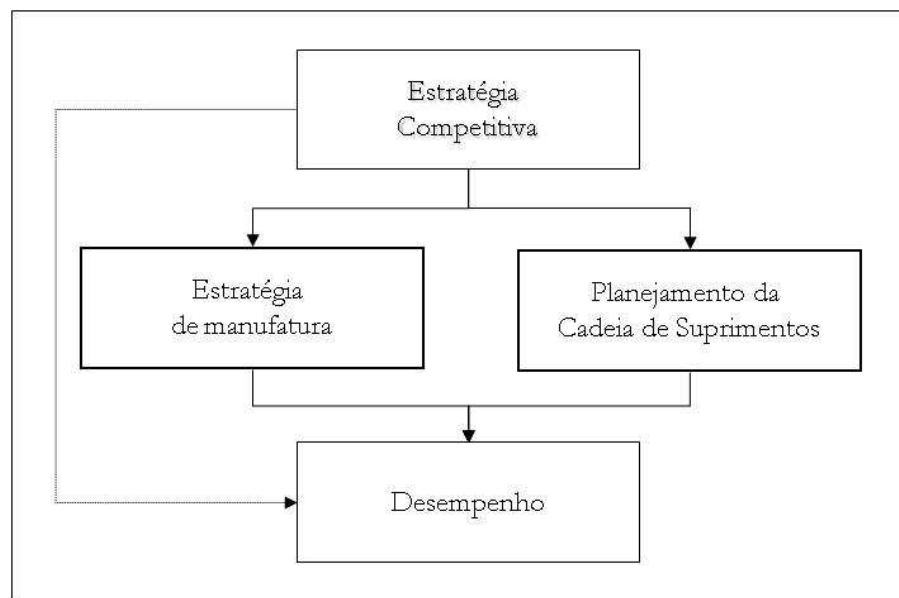 Estratégia
Competitiva
Estratégia
de manufatura
Planejamento da
Cadeia de Suprimentos
Desempenho